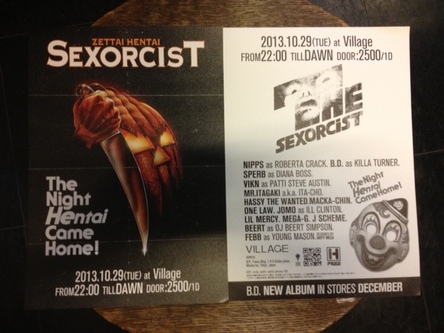 ZETTAI HENTAI
SEXORCIST
The
Night
Hentai
Came
Home!
2013.10.29(TUE) at Village
FROM22:00 TILLDAWN DOOR:2500/1D
2013.10.29(TUE) at Village
FROM22:00 TILLDAWN DOOR:2500/1D
THE
SEXORCIST
NIPPS as ROBERTA CRACK. B.D. as KILLA TURNER.
SPERB as DIANA BOSS.
VIKN as PATTI STEVE AUSTIN.
MR.ITAGAKI a.k.a. ITA-CHO.
HASSY THE WANTED.MACKA-CHIN.
ONE LAW. JOMO as ILL CLINTON.
LIL MERCY. MEGA-G. J SCHEME.
BEERT as DJ BEERT SIMPSON.
FEBB as YOUNG MASON.
The Night
Hentai
Came Home!
VILLAGE
B.D. NEW ALBUM IN STORES DECEMBER